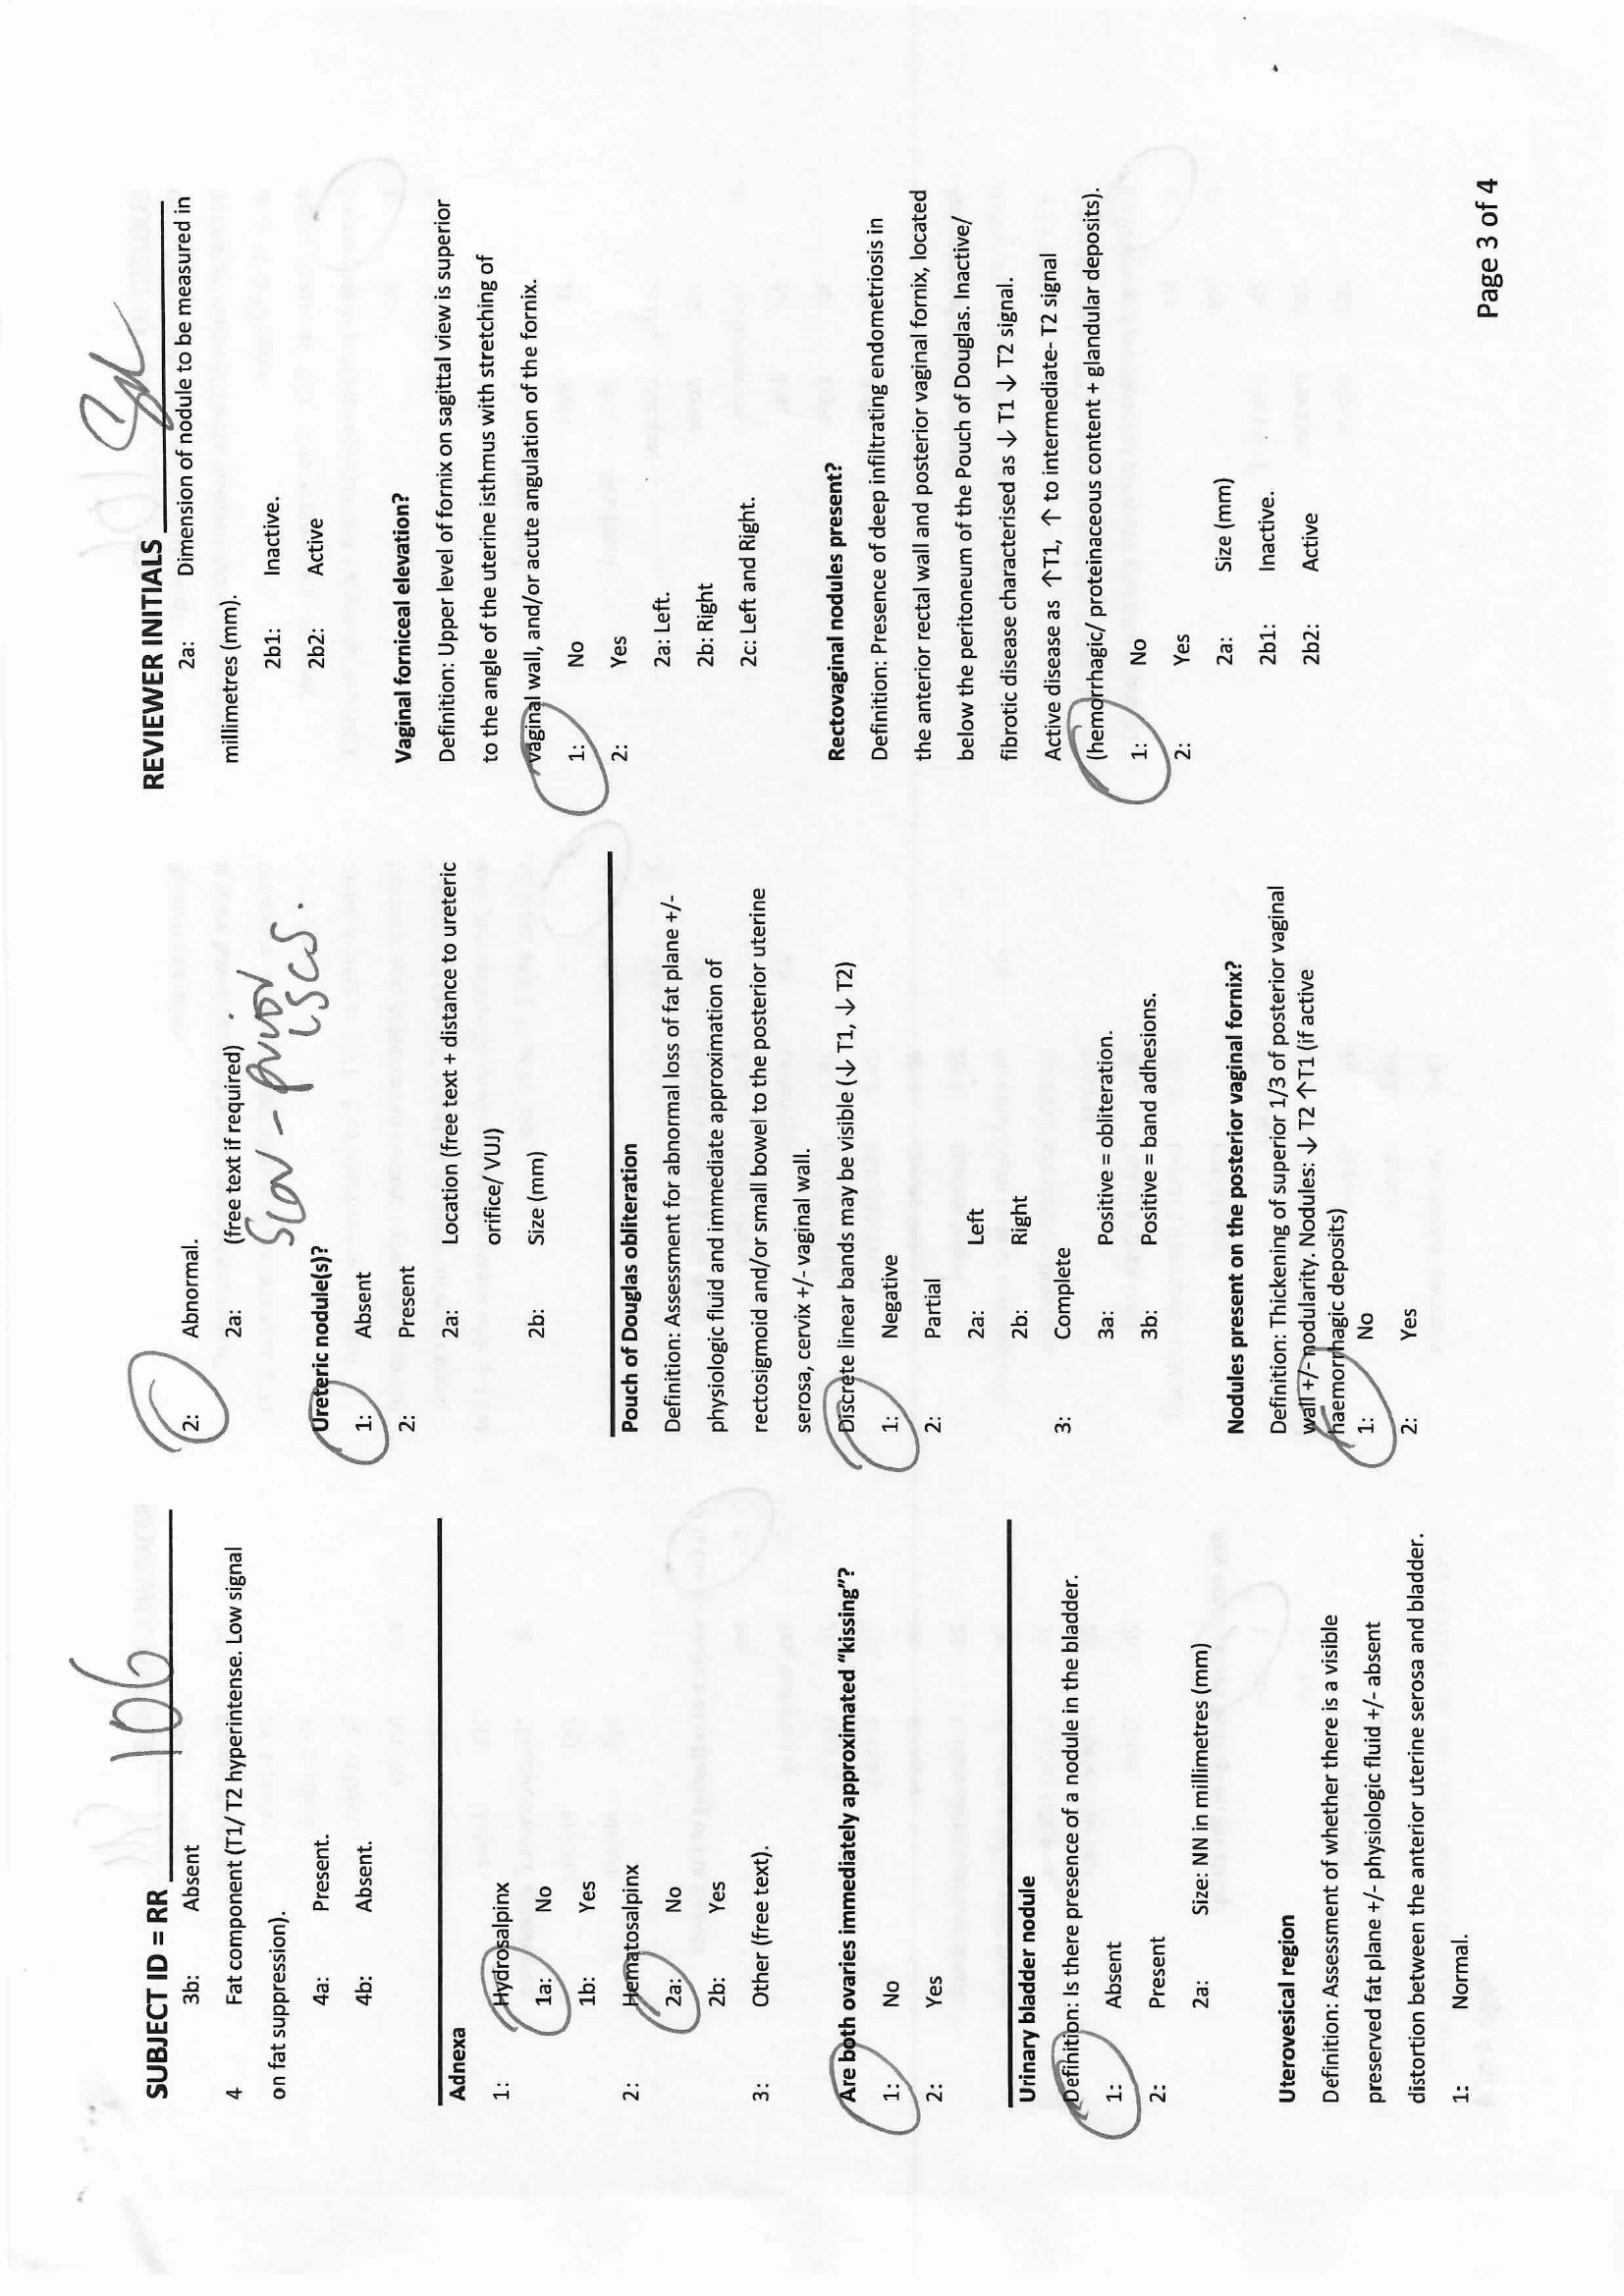 SUBJECT ID = RR 106
3b: Absent
4 Fat component (T1/ T2 hyperintense. Low signal
on fat suppression).
4a: Present.
4b: Absent.
Adnexa
1: Hydrosalpinx
1a: No
1b: Yes
2: Hematosalpinx
2a: No
2b: Yes
3: Other (free text).
Are both ovaries immediately approximated “kissing”?
1: No
2: Yes
Urinary bladder nodule
Definition: Is there presence of a nodule in the bladder.
1: Absent
2: Present
2a: Size: NN in millimetres (mm)
Uterovesical region
Definition: Assessment of whether there is a visible
preserved fat plane +/- physiologic fluid +/- absent
distortion between the anterior uterine serosa and bladder.
1: Normal.
2: Abnormal.
2a: (free text if required)
Scar - prior
LSCS.
Ureteric nodule(s)?
1: Absent
2: Present
2a: Location (free text + distance to ureteric
orifice/ VUJ)
2b: Size (mm)
Pouch of Douglas obliteration
Definition: Assessment for abnormal loss of fat plane +/-
physiologic fluid and immediate approximation of
rectosigmoid and/or small bowel to the posterior uterine
serosa, cervix +/- vaginal wall.
Discrete linear bands may be visible (↓ T1, ↓ T2)
1: Negative
2: Partial
2a: Left
2b: Right
3: Complete
3a: Positive = obliteration.
3b: Positive = band adhesions.
Nodules present on the posterior vaginal fornix?
Definition: Thickening of superior 1/3 of posterior vaginal
wall +/- nodularity. Nodules: ↓ T2 ↑T1 (if active
haemorrhagic deposits)
1: No
2: Yes
REVIEWER INITIALS
2a: Dimension of nodule to be measured in
millimetres (mm).
2b1: Inactive.
2b2: Active
Vaginal forniceal elevation?
Definition: Upper level of fornix on sagittal view is superior
to the angle of the uterine isthmus with stretching of
vaginal wall, and/or acute angulation of the fornix.
1: No
2: Yes
2a: Left.
2b: Right
2c: Left and Right.
Rectovaginal nodules present?
Definition: Presence of deep infiltrating endometriosis in
the anterior rectal wall and posterior vaginal fornix, located
below the peritoneum of the Pouch of Douglas. Inactive/
fibrotic disease characterised as ↓ T1 ↓ T2 signal.
Active disease as ↑T1, ↑ to intermediate- T2 signal
(hemorrhagic/ proteinaceous content + glandular deposits).
1: No
2: Yes
2a: Size (mm)
2b1: Inactive.
2b2: Active
Page 3 of 4